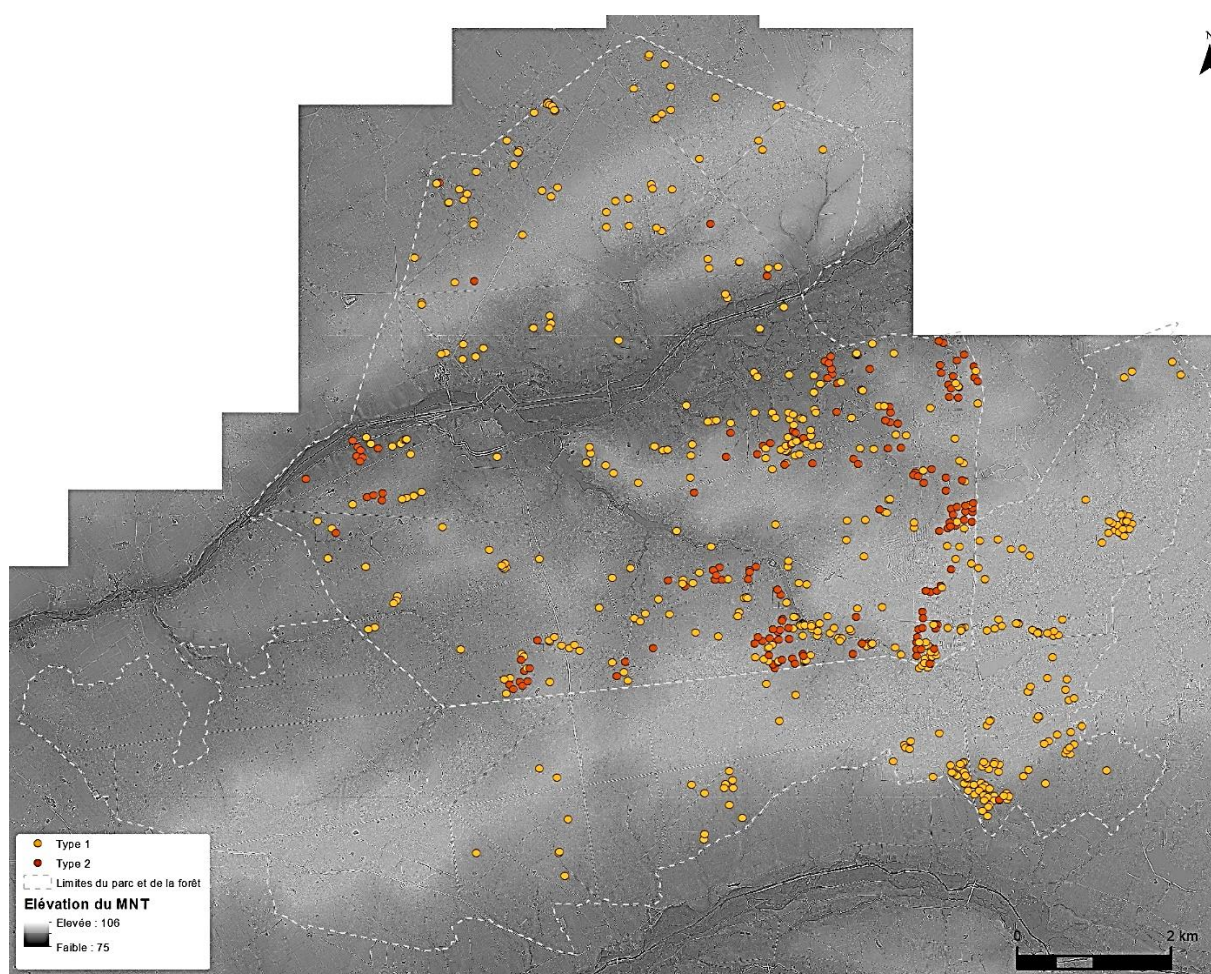 N
Type 1
Type 2
Limites du parc et de la forêt
Elévation du MNT
Elevée : 106
Faible : 75
0 2 km